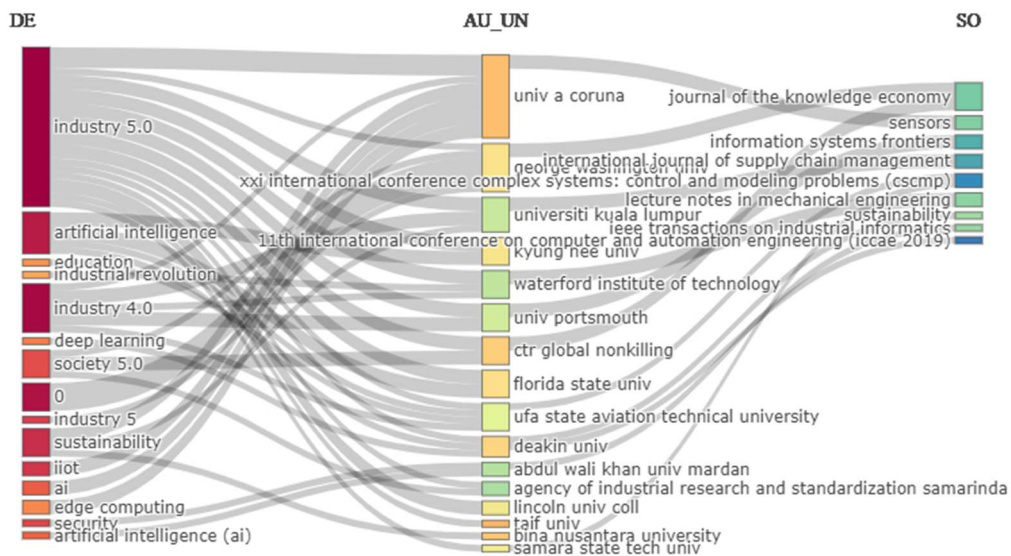 DE
AU_UN
SO
industry 5.0
artificial intelligence
education
industrial revolution
industry 4.0
deep learning
society 5.0
0
industry 5
sustainability
iiot
ai
edge computing
security
artificial intelligence (ai)
univ a coruna
george washington univ
universiti kuala lumpur
kyung hee univ
waterford institute of technology
univ portsmouth
ctr global nonkilling
florida state univ
ufa state aviation technical university
deakin univ
abdul wali khan univ mardan
agency of industrial research and standardization samarinda
lincoln univ coll
taif univ
bina nusantara university
samara state tech univ
journal of the knowledge economy
sensors
information systems frontiers
international journal of supply chain management
xxi international conference complex systems: control and modeling problems (cscmp)
lecture notes in mechanical engineering
sustainability
ieee transactions on industrial informatics
11th international conference on computer and automation engineering (iccae 2019)